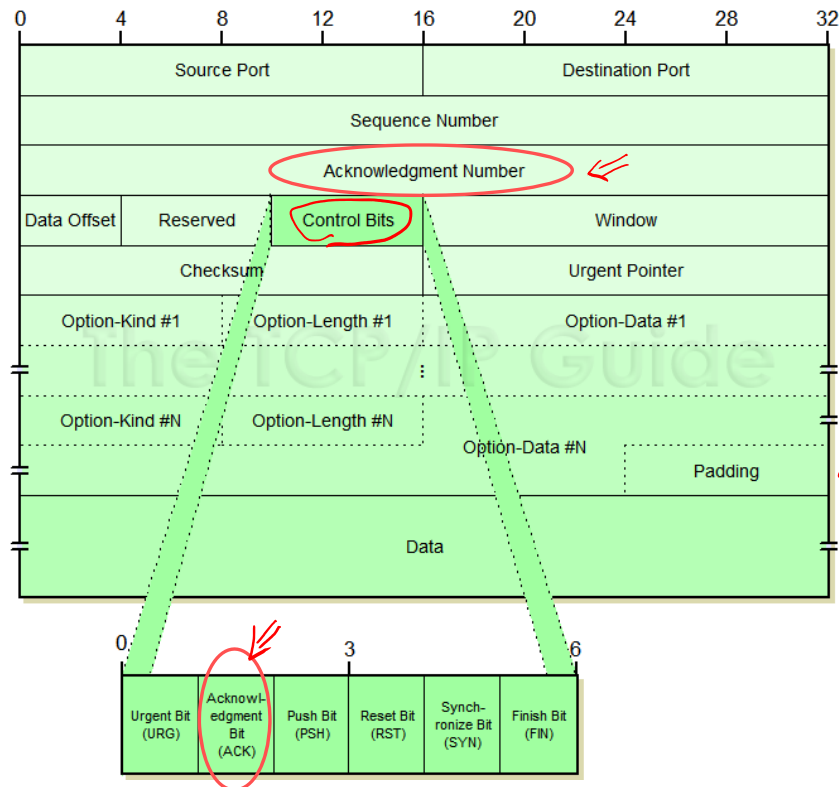 0 4 8 12 16 20 24 28 32
Source Port Destination Port
Sequence Number
Acknowledgment Number
Data Offset Reserved Control Bits Window
Checksum Urgent Pointer
Option-Kind #1 Option-Length #1 Option-Data #1
The TCP/IP Guide
⋮
Option-Kind #N Option-Length #N
Option-Data #N
Padding
Data
0 3 6
Urgent Bit
(URG)
Acknowl-
edgment
Bit
(ACK)
Push Bit
(PSH)
Reset Bit
(RST)
Synch-
ronize Bit
(SYN)
Finish Bit
(FIN)